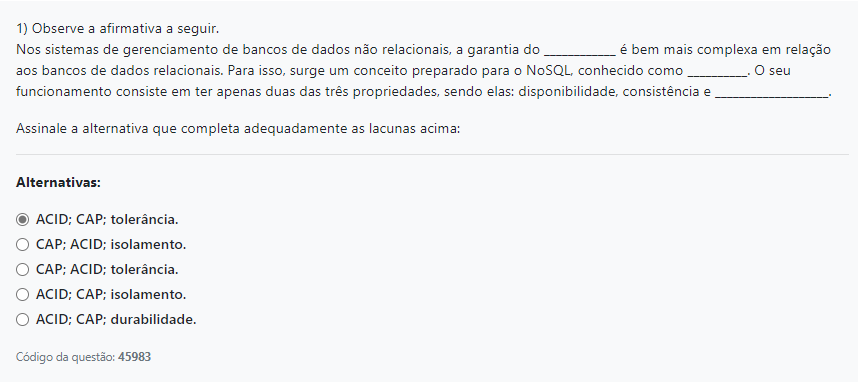 1) Observe a afirmativa a seguir.
Nos sistemas de gerenciamento de bancos de dados não relacionais, a garantia do ____________ é bem mais complexa em relação
aos bancos de dados relacionais. Para isso, surge um conceito preparado para o NoSQL, conhecido como __________. O seu
funcionamento consiste em ter apenas duas das três propriedades, sendo elas: disponibilidade, consistência e ___________________.
Assinale a alternativa que completa adequadamente as lacunas acima:
Alternativas:
ACID; CAP; tolerância.
CAP; ACID; isolamento.
CAP; ACID; tolerância.
ACID; CAP; isolamento.
ACID; CAP; durabilidade.
Código da questão: 45983